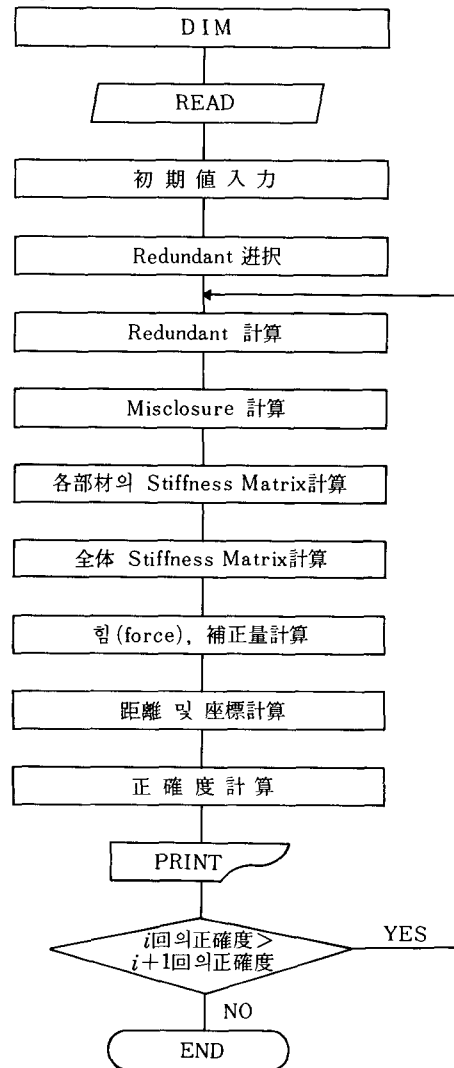 DIM
READ
初期値入力
Redundant 選択
Redundant 計算
Misclosure 計算
各部材의 Stiffness Matrix計算
全体 Stiffness Matrix計算
힘(force), 補正量計算
距離 및 座標計算
正確度計算
PRINT
i回의正確度>
i+1回의正確度
YES
NO
END